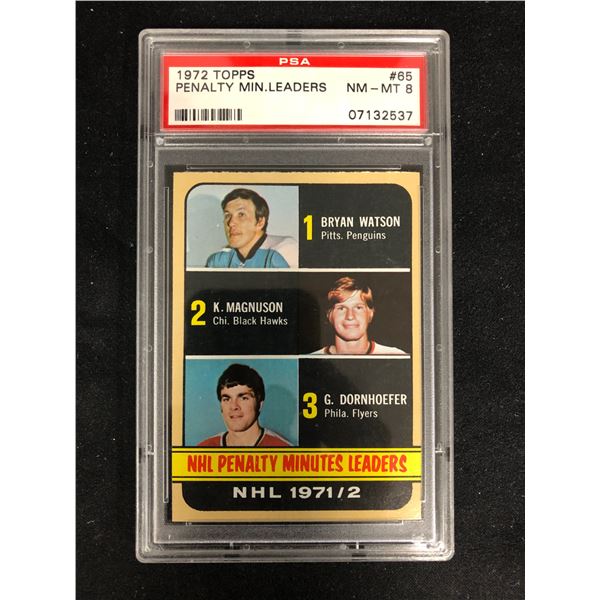 PSA
1972 TOPPS #65
PENALTY MIN.LEADERS NM-MT 8
07132537
1 BRYAN WATSON
Pitts. Penguins
2 K. MAGNUSON
Chi. Black Hawks
3 G. DORNHOEFER
Phila. Flyers
NHL PENALTY MINUTES LEADERS
NHL 1971/2